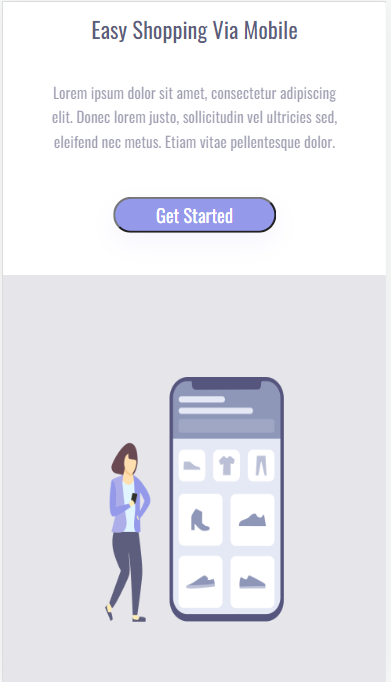 Easy Shopping Via Mobile
Lorem ipsum dolor sit amet, consectetur adipiscing
elit. Donec lorem justo, sollicitudin vel ultricies sed,
eleifend nec metus. Etiam vitae pellentesque dolor.
Get Started